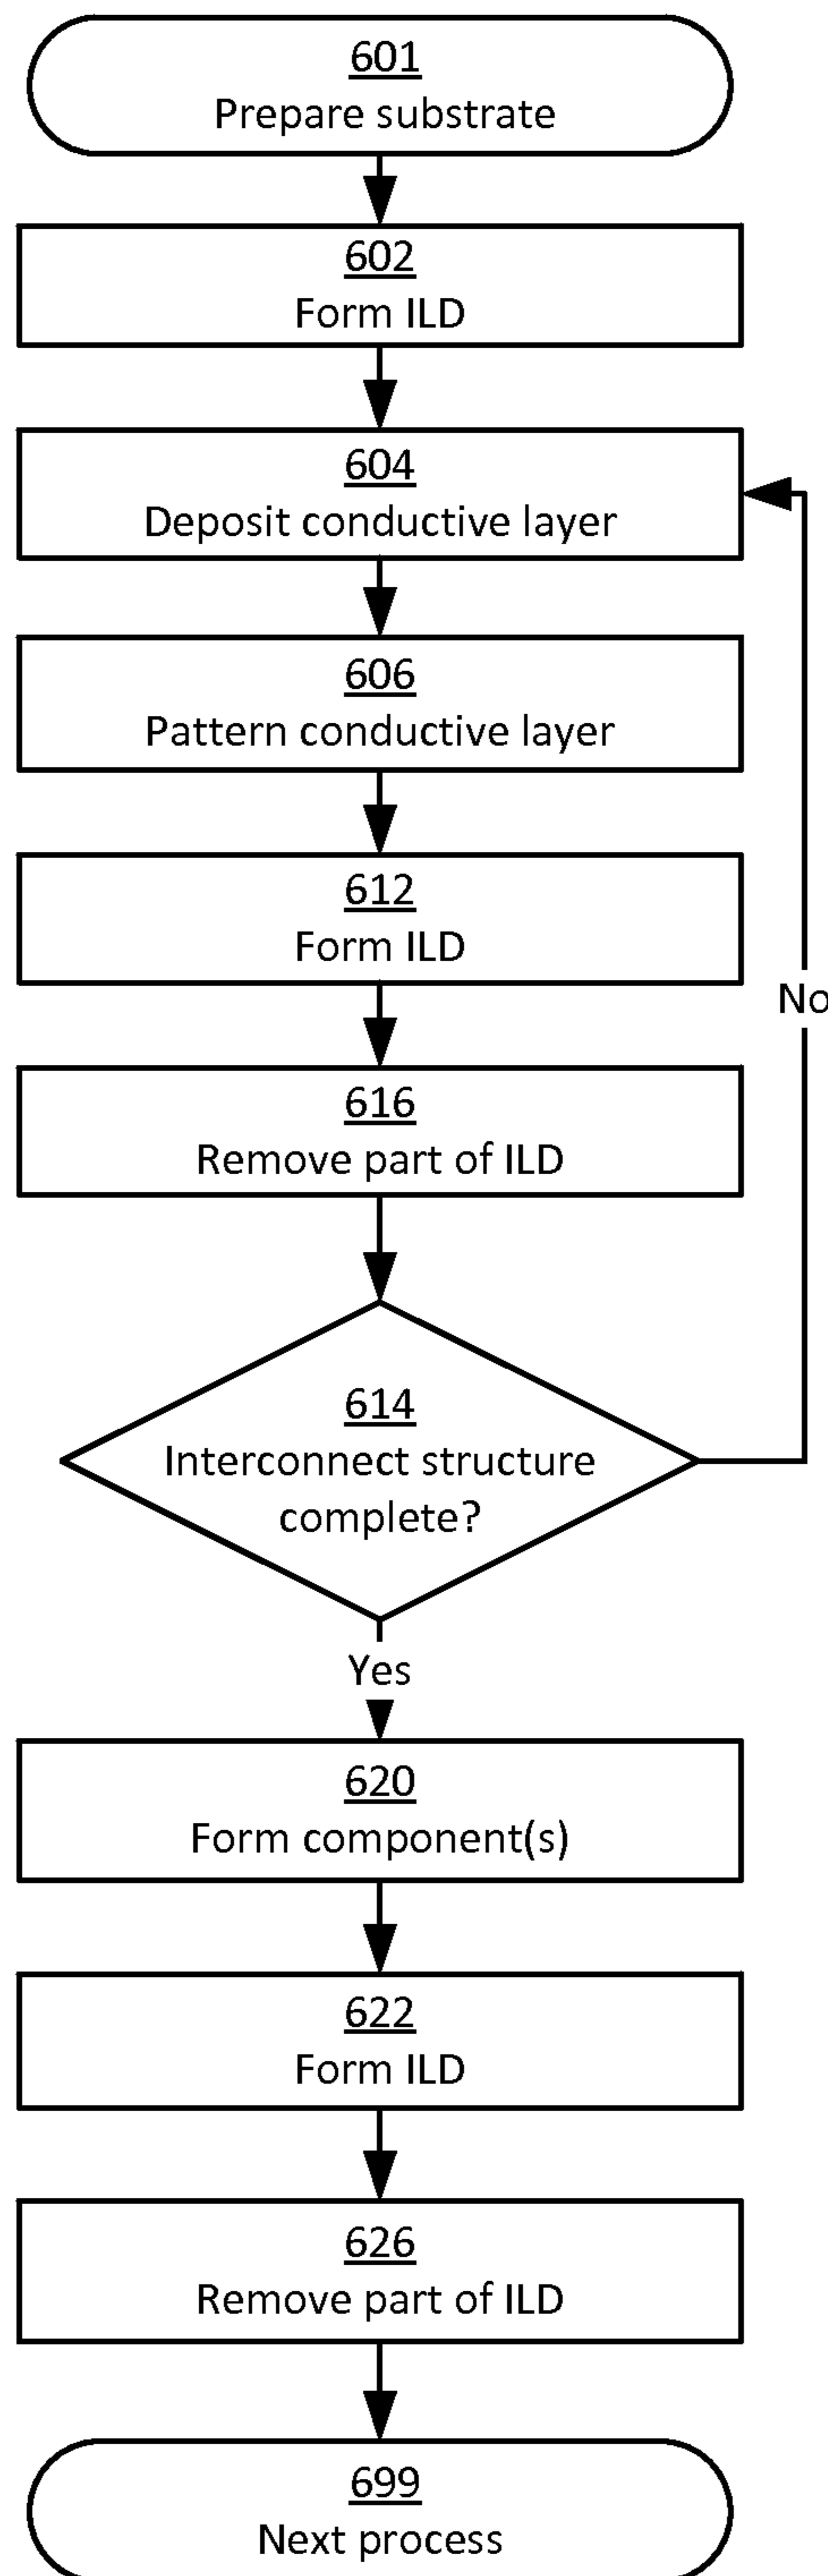 601
Prepare substrate
602
Form ILD
604
Deposit conductive layer
606
Pattern conductive layer
612
Form ILD
No
616
Remove part of ILD
614
Interconnect structure
complete?
Yes
620
Form component(s)
622
Form ILD
626
Remove part of ILD
699
Next process